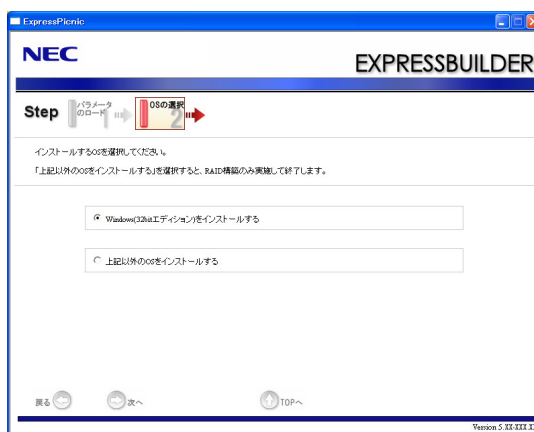 ExpressPicnic
NEC
EXPRESSBUILDER
Step パラメータのロード 1 OSの選択 2
インストールするOSを選択してください。
「上記以外のOSをインストールする」を選択すると、RAID構築のみ実施して終了します。
Windows(32bitエディション)をインストールする
上記以外のOSをインストールする
戻る 次へ TOPへ
Version 5.XX-XXX.XX